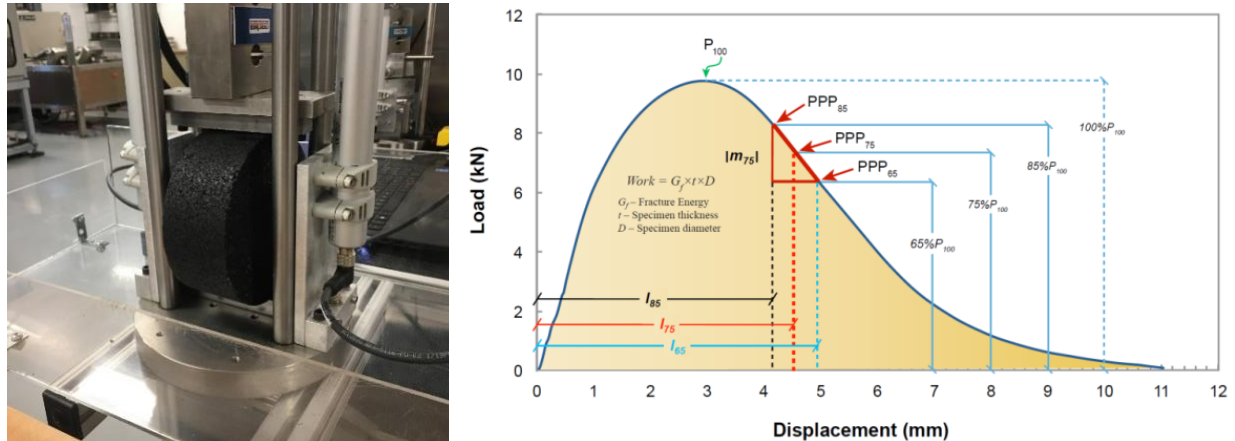 12
10
8
6
4
2
0
Load (kN)
P100
PPP85
PPP75
PPP65
|m75|
Work = Gf×t×D
Gf – Fracture Energy
t – Specimen thickness
D – Specimen diameter
100%P100
85%P100
75%P100
65%P100
l85
l75
l65
0 1 2 3 4 5 6 7 8 9 10 11 12
Displacement (mm)